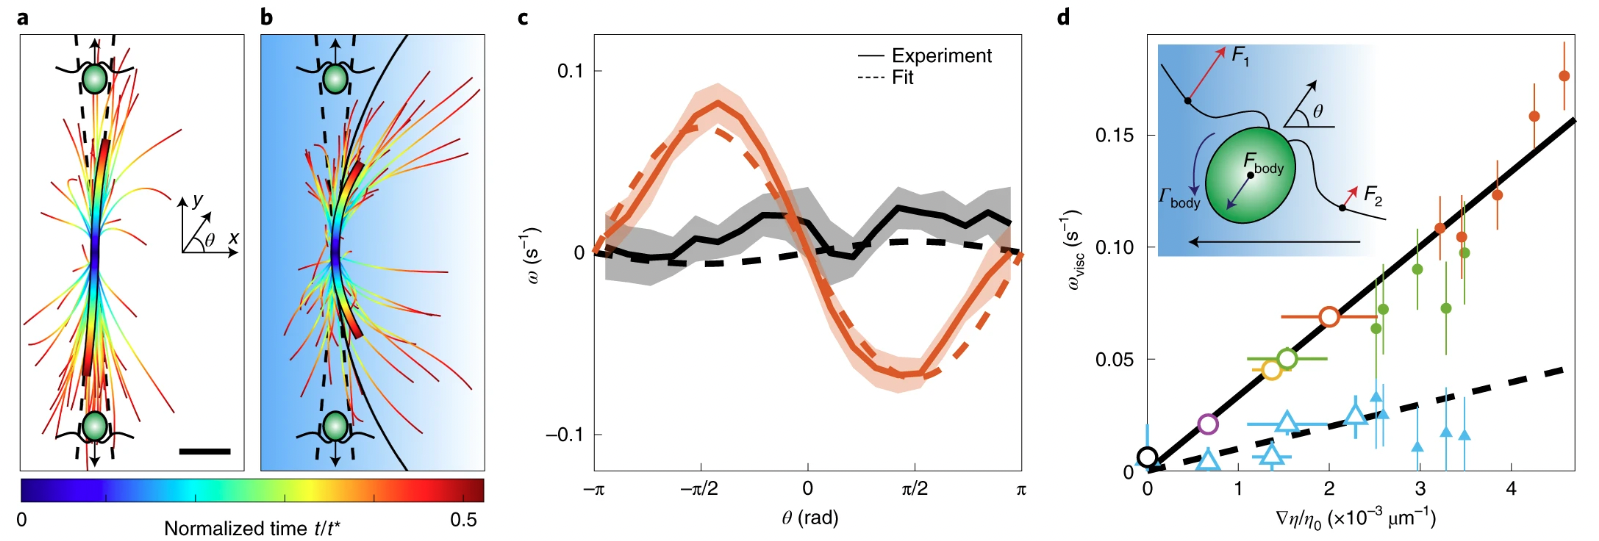 a
y
θ
x
b
0
0.5
Normalized time t/t*
c
Experiment
Fit
0.1
0
−0.1
ω (s⁻¹)
−π
−π/2
0
π/2
π
θ (rad)
d
F₁
θ
F_body
Γ_body
F₂
0.15
0.10
0.05
0
ω_visc (s⁻¹)
0
1
2
3
4
∇η/η₀ (×10⁻³ μm⁻¹)